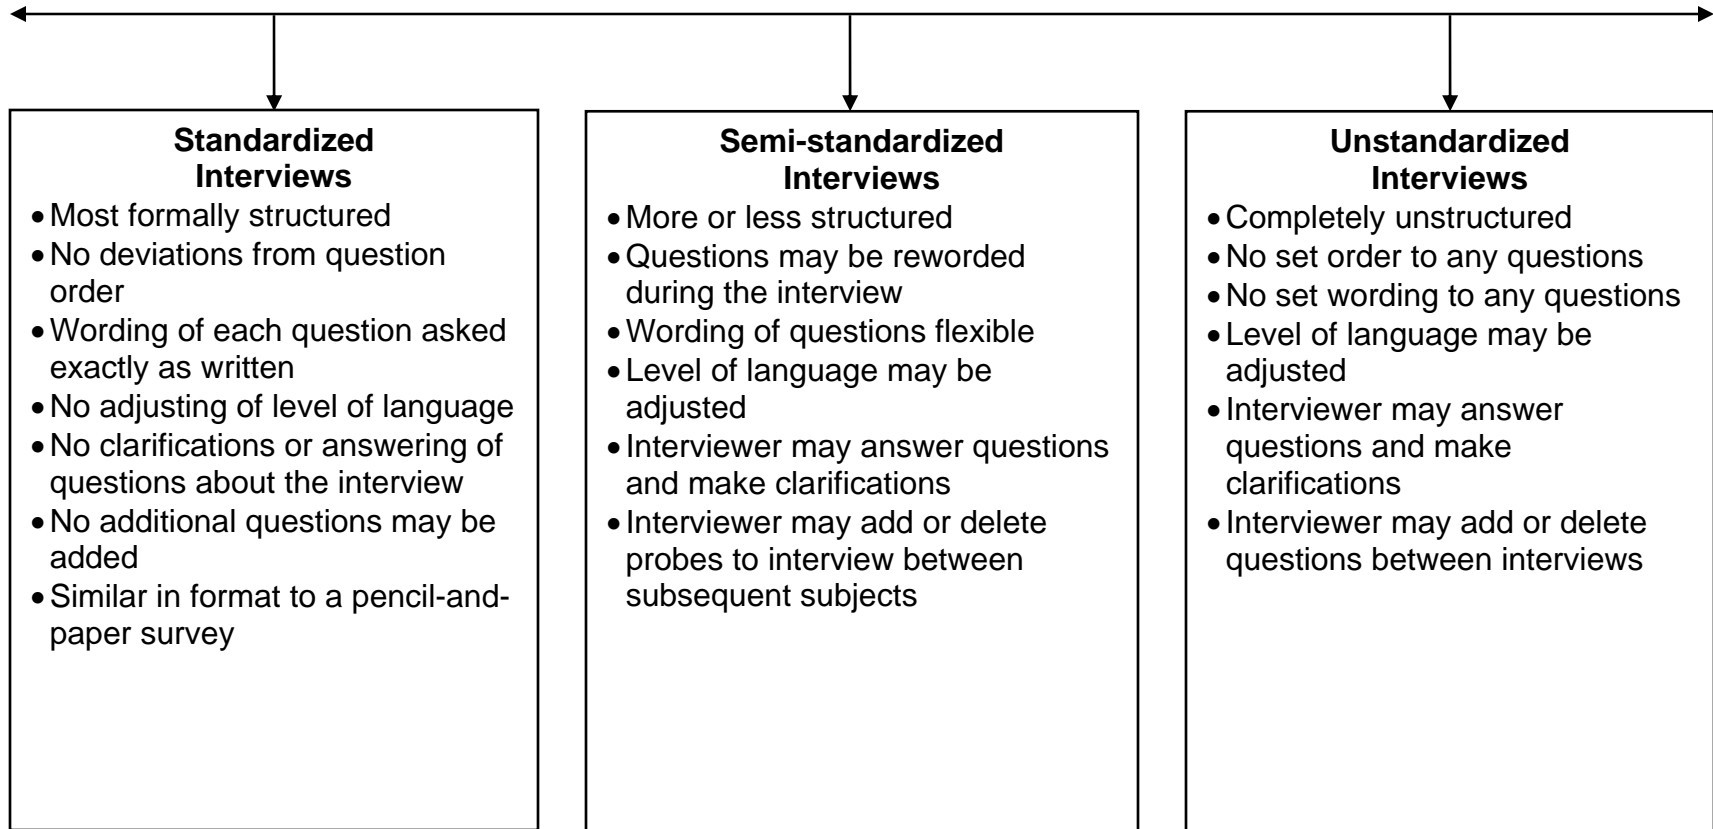 Standardized
Interviews
• Most formally structured
• No deviations from question
order
• Wording of each question asked
exactly as written
• No adjusting of level of language
• No clarifications or answering of
questions about the interview
• No additional questions may be
added
• Similar in format to a pencil-and-
paper survey
Semi-standardized
Interviews
• More or less structured
• Questions may be reworded
during the interview
• Wording of questions flexible
• Level of language may be
adjusted
• Interviewer may answer questions
and make clarifications
• Interviewer may add or delete
probes to interview between
subsequent subjects
Unstandardized
Interviews
• Completely unstructured
• No set order to any questions
• No set wording to any questions
• Level of language may be
adjusted
• Interviewer may answer
questions and make
clarifications
• Interviewer may add or delete
questions between interviews